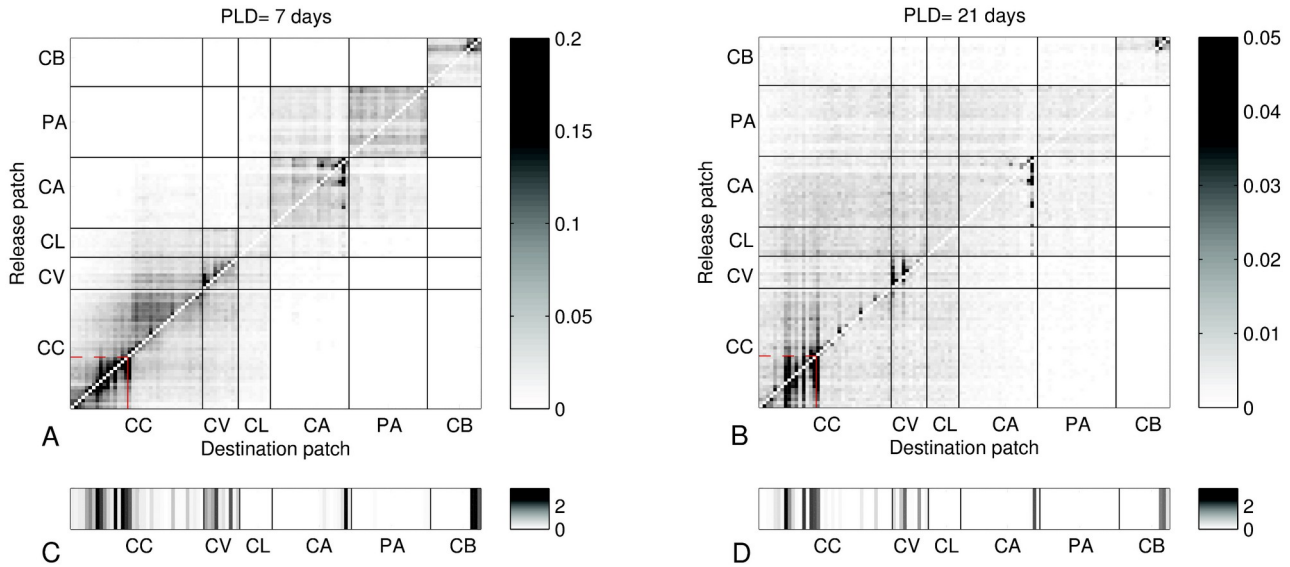 PLD= 7 days
CB
PA
CA
CL
CV
CC
Release patch
0.2
0.15
0.1
0.05
0
CC CV CL CA PA CB
A Destination patch
2
0
C CC CV CL CA PA CB
PLD= 21 days
CB
PA
CA
CL
CV
CC
Release patch
0.05
0.04
0.03
0.02
0.01
0
CC CV CL CA PA CB
B Destination patch
2
0
D CC CV CL CA PA CB